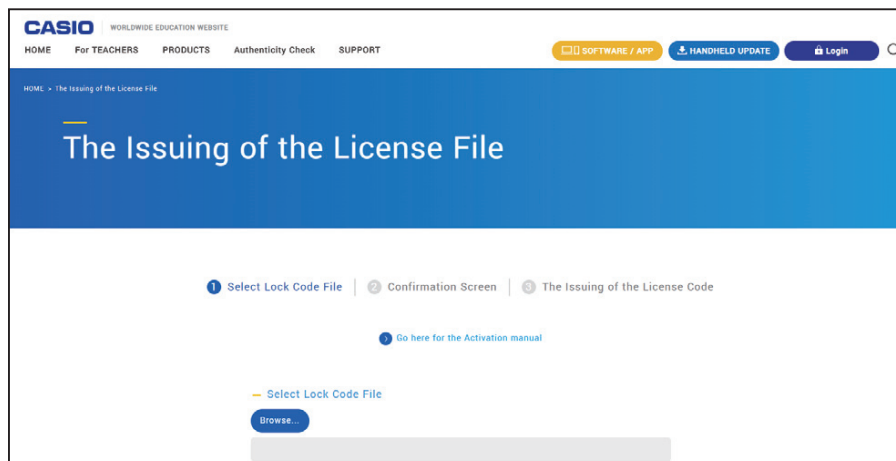 CASIO WORLDWIDE EDUCATION WEBSITE
HOME For TEACHERS PRODUCTS Authenticity Check SUPPORT SOFTWARE / APP HANDHELD UPDATE Login
HOME > The Issuing of the License File
The Issuing of the License File
1 Select Lock Code File 2 Confirmation Screen 3 The Issuing of the License Code
Go here for the Activation manual
Select Lock Code File
Browse...